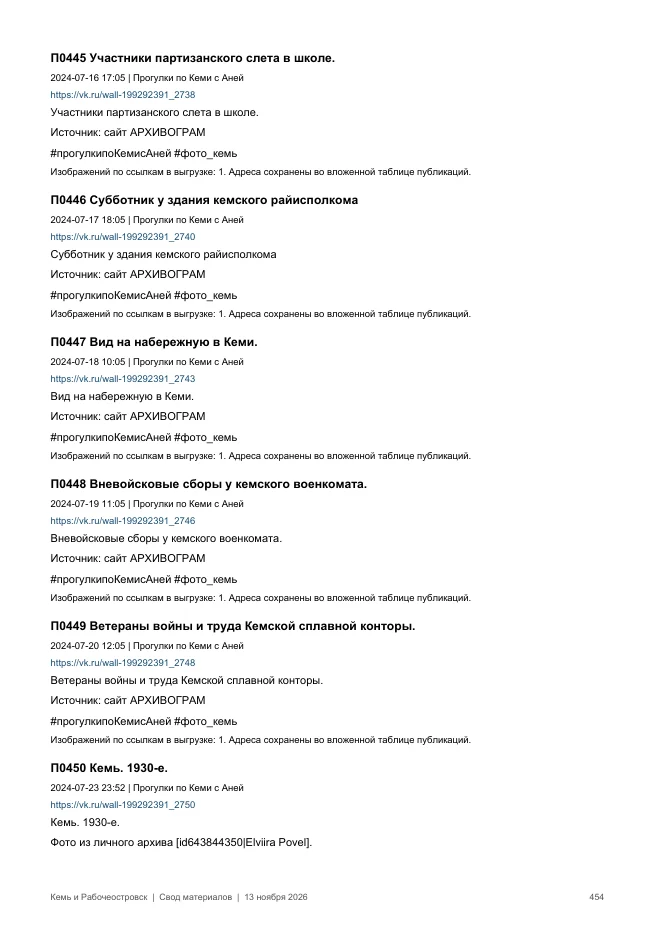 П0445 Участники партизанского слета в школе.
2024-07-16 17:05 | Прогулки по Кеми с Аней
https://vk.ru/wall-199292391_2738
Участники партизанского слета в школе.
Источник: сайт АРХИВОГРАМ
#прогулкипоКемисАней #фото_кемь
Изображений по ссылкам в выгрузке: 1. Адреса сохранены во вложенной таблице публикаций.
П0446 Субботник у здания кемского райисполкома
2024-07-17 18:05 | Прогулки по Кеми с Аней
https://vk.ru/wall-199292391_2740
Субботник у здания кемского райисполкома
Источник: сайт АРХИВОГРАМ
#прогулкипоКемисАней #фото_кемь
Изображений по ссылкам в выгрузке: 1. Адреса сохранены во вложенной таблице публикаций.
П0447 Вид на набережную в Кеми.
2024-07-18 10:05 | Прогулки по Кеми с Аней
https://vk.ru/wall-199292391_2743
Вид на набережную в Кеми.
Источник: сайт АРХИВОГРАМ
#прогулкипоКемисАней #фото_кемь
Изображений по ссылкам в выгрузке: 1. Адреса сохранены во вложенной таблице публикаций.
П0448 Вневойсковые сборы у кемского военкомата.
2024-07-19 11:05 | Прогулки по Кеми с Аней
https://vk.ru/wall-199292391_2746
Вневойсковые сборы у кемского военкомата.
Источник: сайт АРХИВОГРАМ
#прогулкипоКемисАней #фото_кемь
Изображений по ссылкам в выгрузке: 1. Адреса сохранены во вложенной таблице публикаций.
П0449 Ветераны войны и труда Кемской сплавной конторы.
2024-07-20 12:05 | Прогулки по Кеми с Аней
https://vk.ru/wall-199292391_2748
Ветераны войны и труда Кемской сплавной конторы.
Источник: сайт АРХИВОГРАМ
#прогулкипоКемисАней #фото_кемь
Изображений по ссылкам в выгрузке: 1. Адреса сохранены во вложенной таблице публикаций.
П0450 Кемь. 1930-е.
2024-07-23 23:52 | Прогулки по Кеми с Аней
https://vk.ru/wall-199292391_2750
Кемь. 1930-е.
Фото из личного архива [id643844350|Elviira Povel].
Кемь и Рабочеостровск | Свод материалов | 13 ноября 2026 454